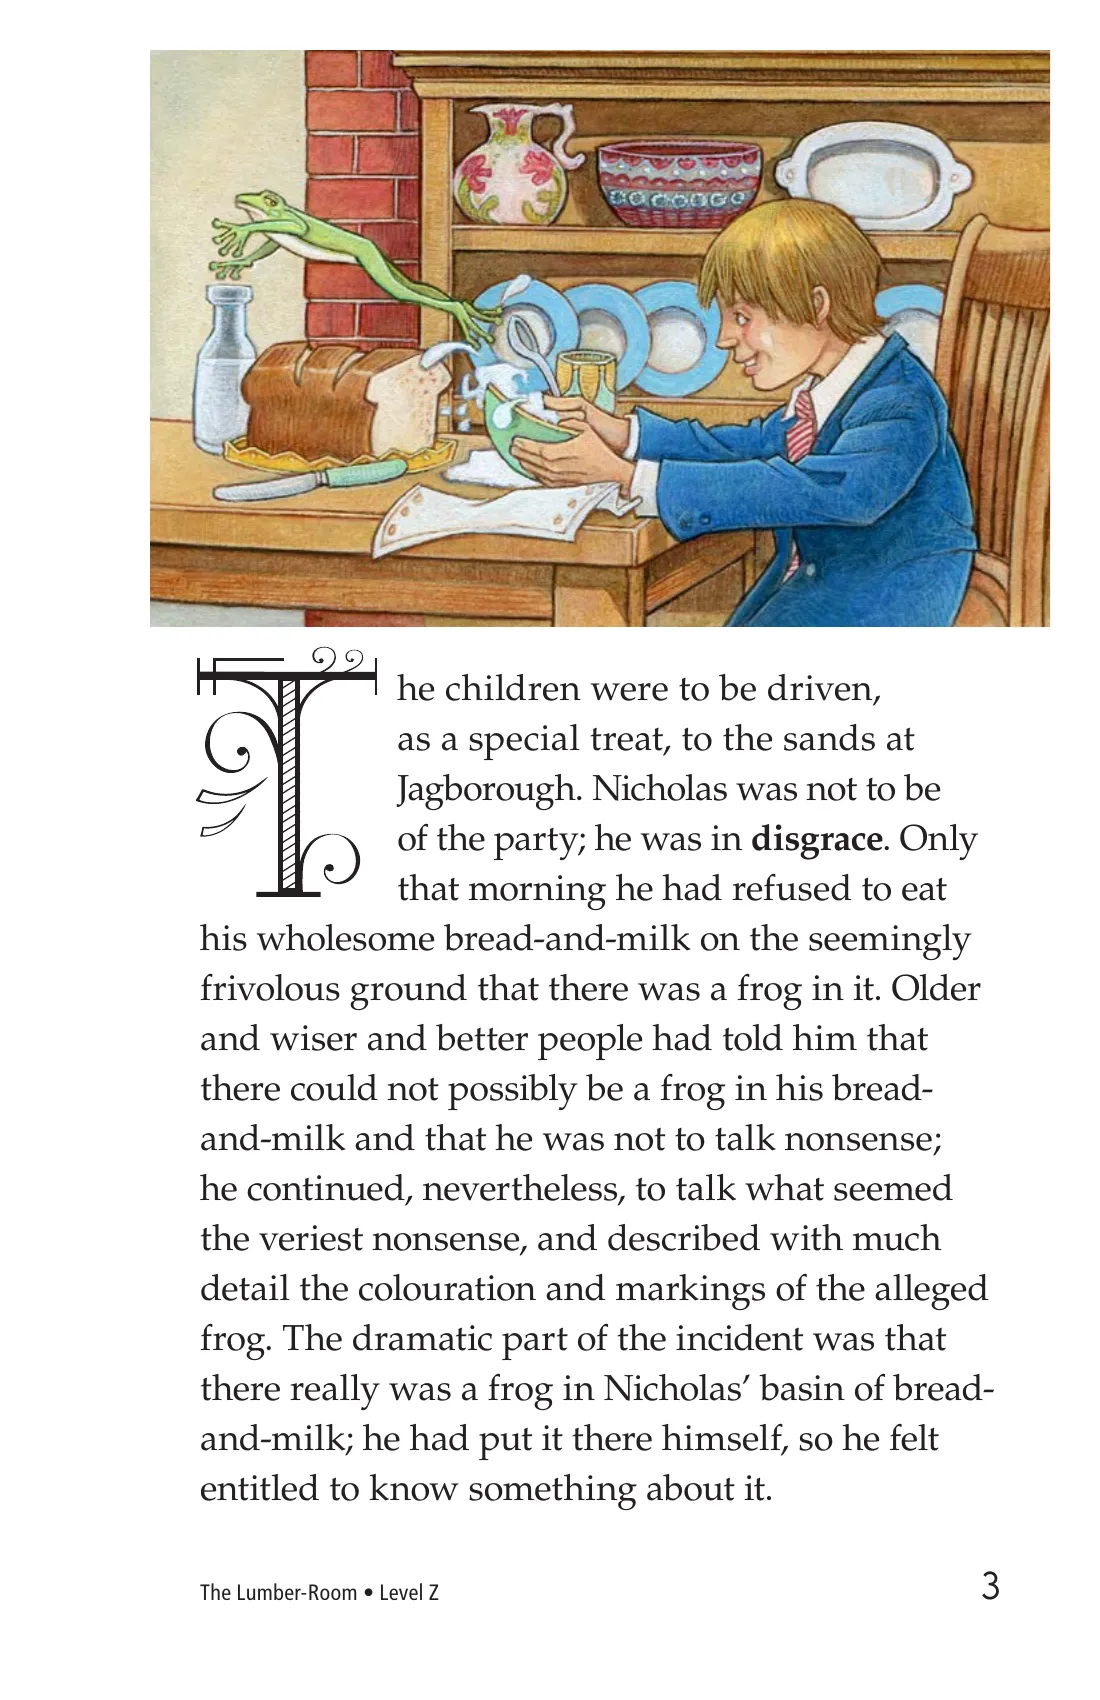 The children were to be driven,
as a special treat, to the sands at
Jagborough. Nicholas was not to be
of the party; he was in disgrace. Only
that morning he had refused to eat
his wholesome bread-and-milk on the seemingly
frivolous ground that there was a frog in it. Older
and wiser and better people had told him that
there could not possibly be a frog in his bread-
and-milk and that he was not to talk nonsense;
he continued, nevertheless, to talk what seemed
the veriest nonsense, and described with much
detail the colouration and markings of the alleged
frog. The dramatic part of the incident was that
there really was a frog in Nicholas’ basin of bread-
and-milk; he had put it there himself, so he felt
entitled to know something about it.
The Lumber-Room • Level Z
3